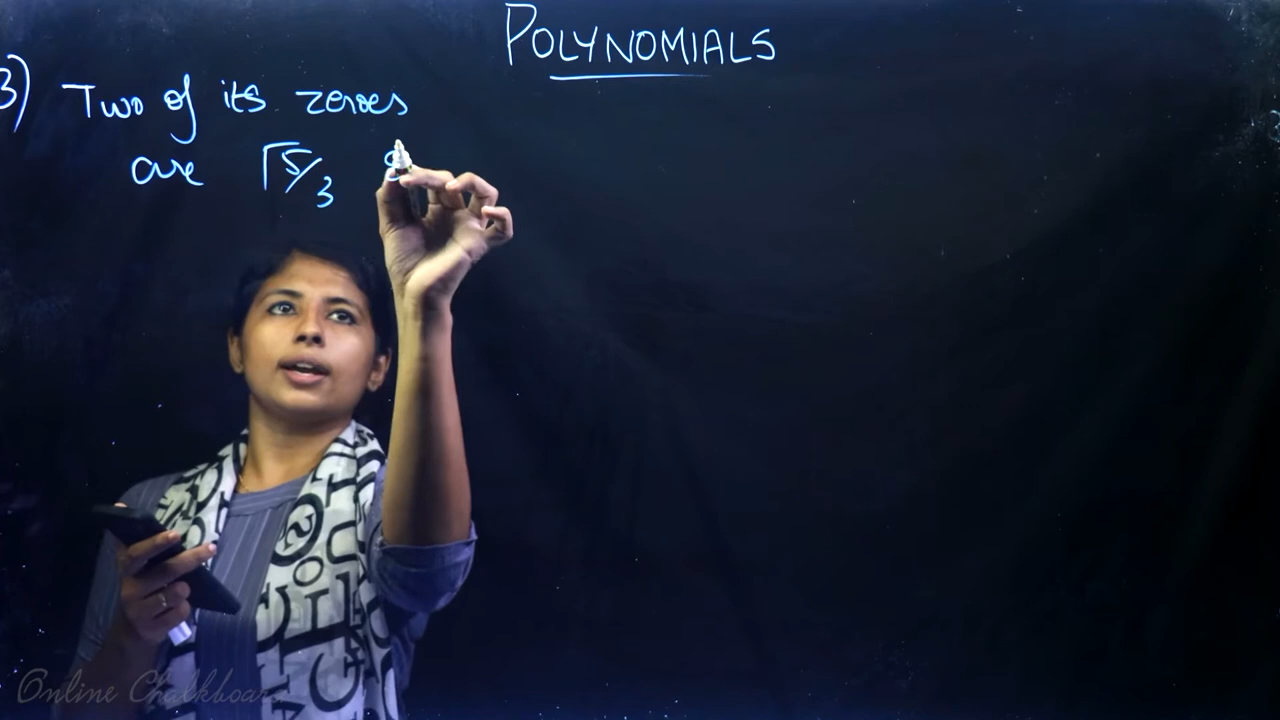 POLYNOMIALS
3) Two of its zeroes
are √5/3
Online Chalkboard